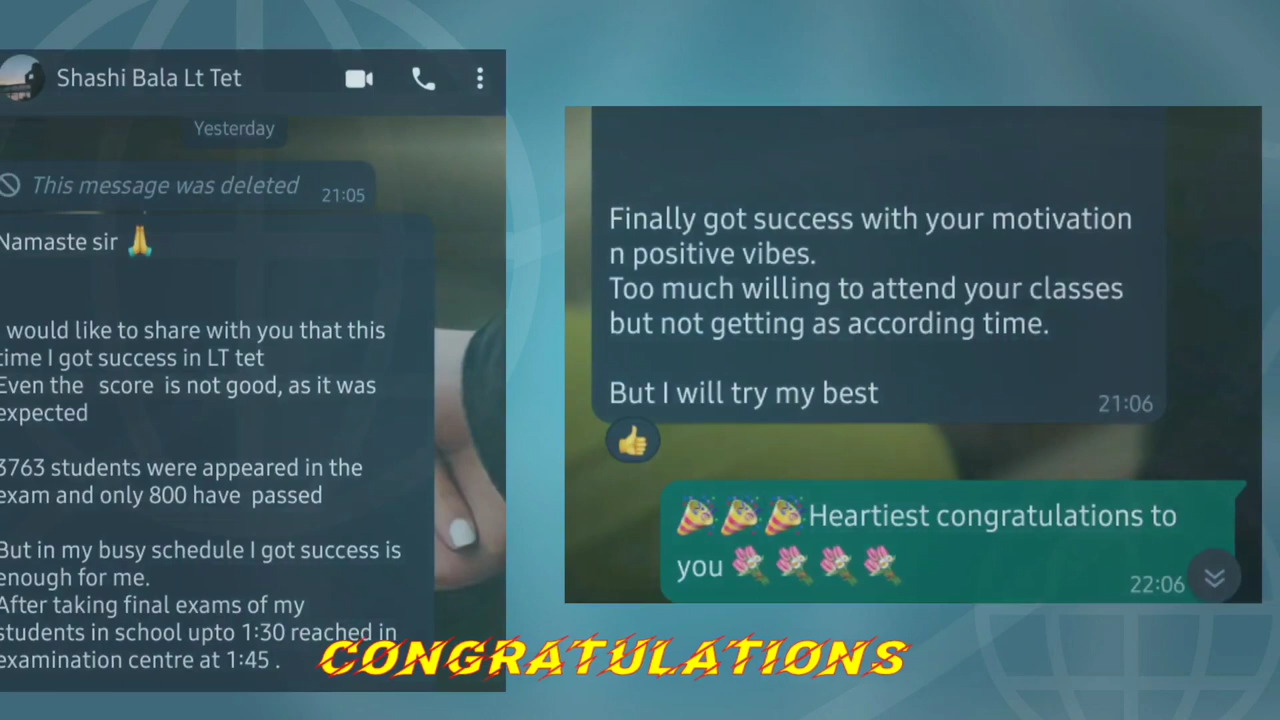 Shashi Bala Lt Tet
Yesterday
This message was deleted 21:05
Namaste sir 🙏
would like to share with you that this
time I got success in LT tet
Even the score is not good, as it was
expected
3763 students were appeared in the
exam and only 800 have passed
But in my busy schedule I got success is
enough for me.
After taking final exams of my
students in school upto 1:30 reached in
examination centre at 1:45 .
Finally got success with your motivation
n positive vibes.
Too much willing to attend your classes
but not getting as according time.
But I will try my best
21:06
👍
🎉🎉🎉Heartiest congratulations to
you 💐💐💐💐
22:06
CONGRATULATIONS